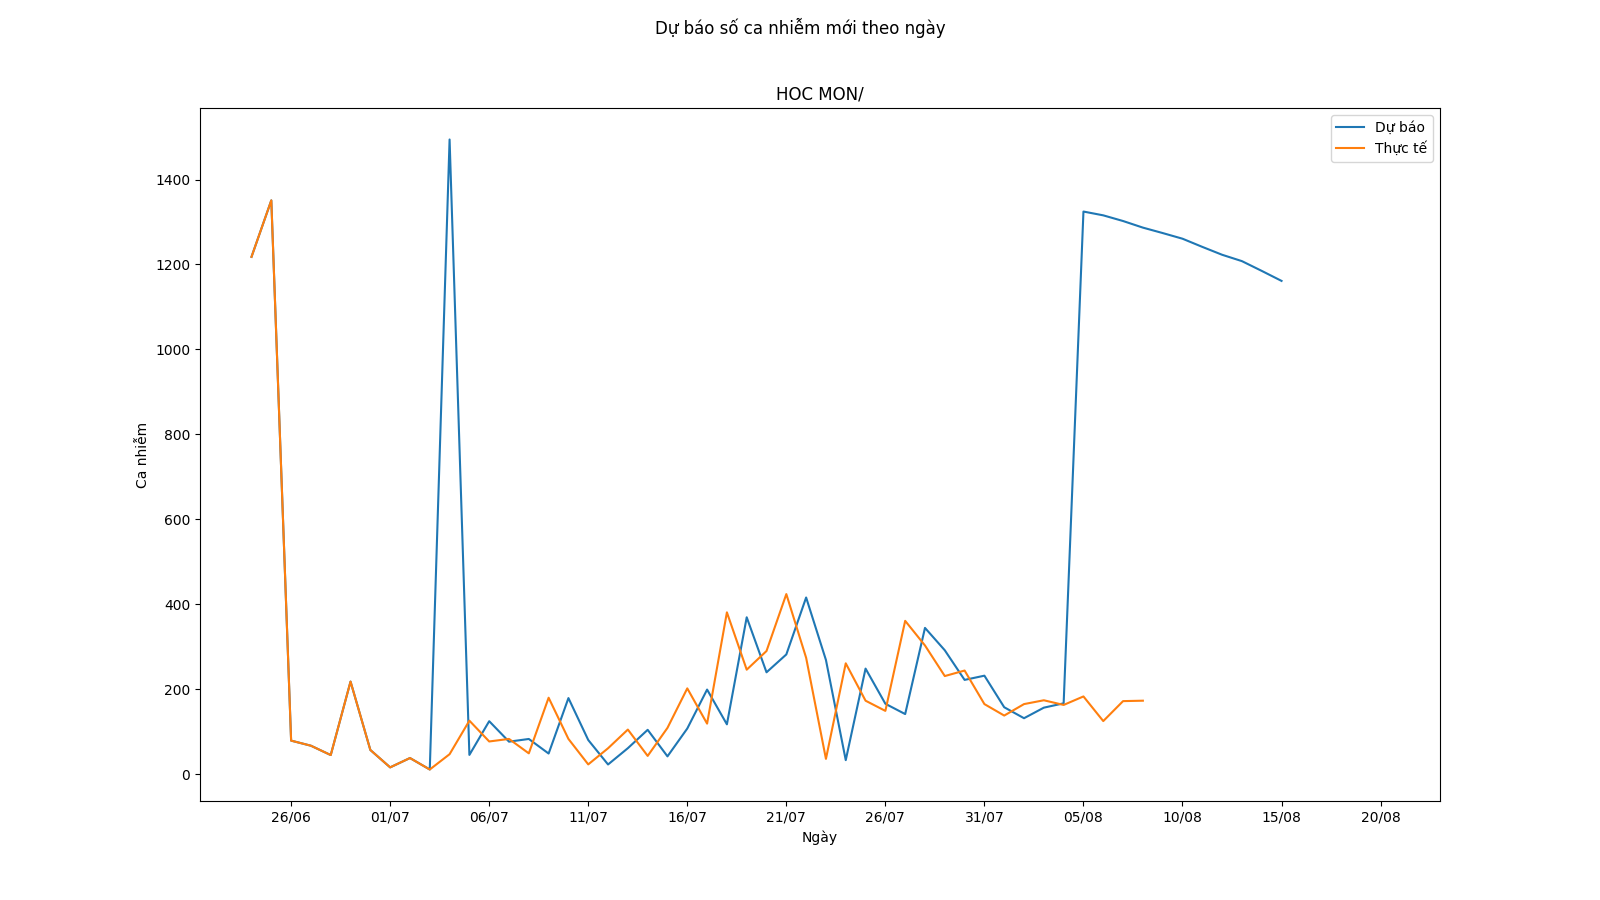 Dự báo số ca nhiễm mới theo ngày
HOC MON/
Dự báo
Thực tế
1400
1200
1000
800
600
400
200
0
Ca nhiễm
26/06 01/07 06/07 11/07 16/07 21/07 26/07 31/07 05/08 10/08 15/08 20/08
Ngày